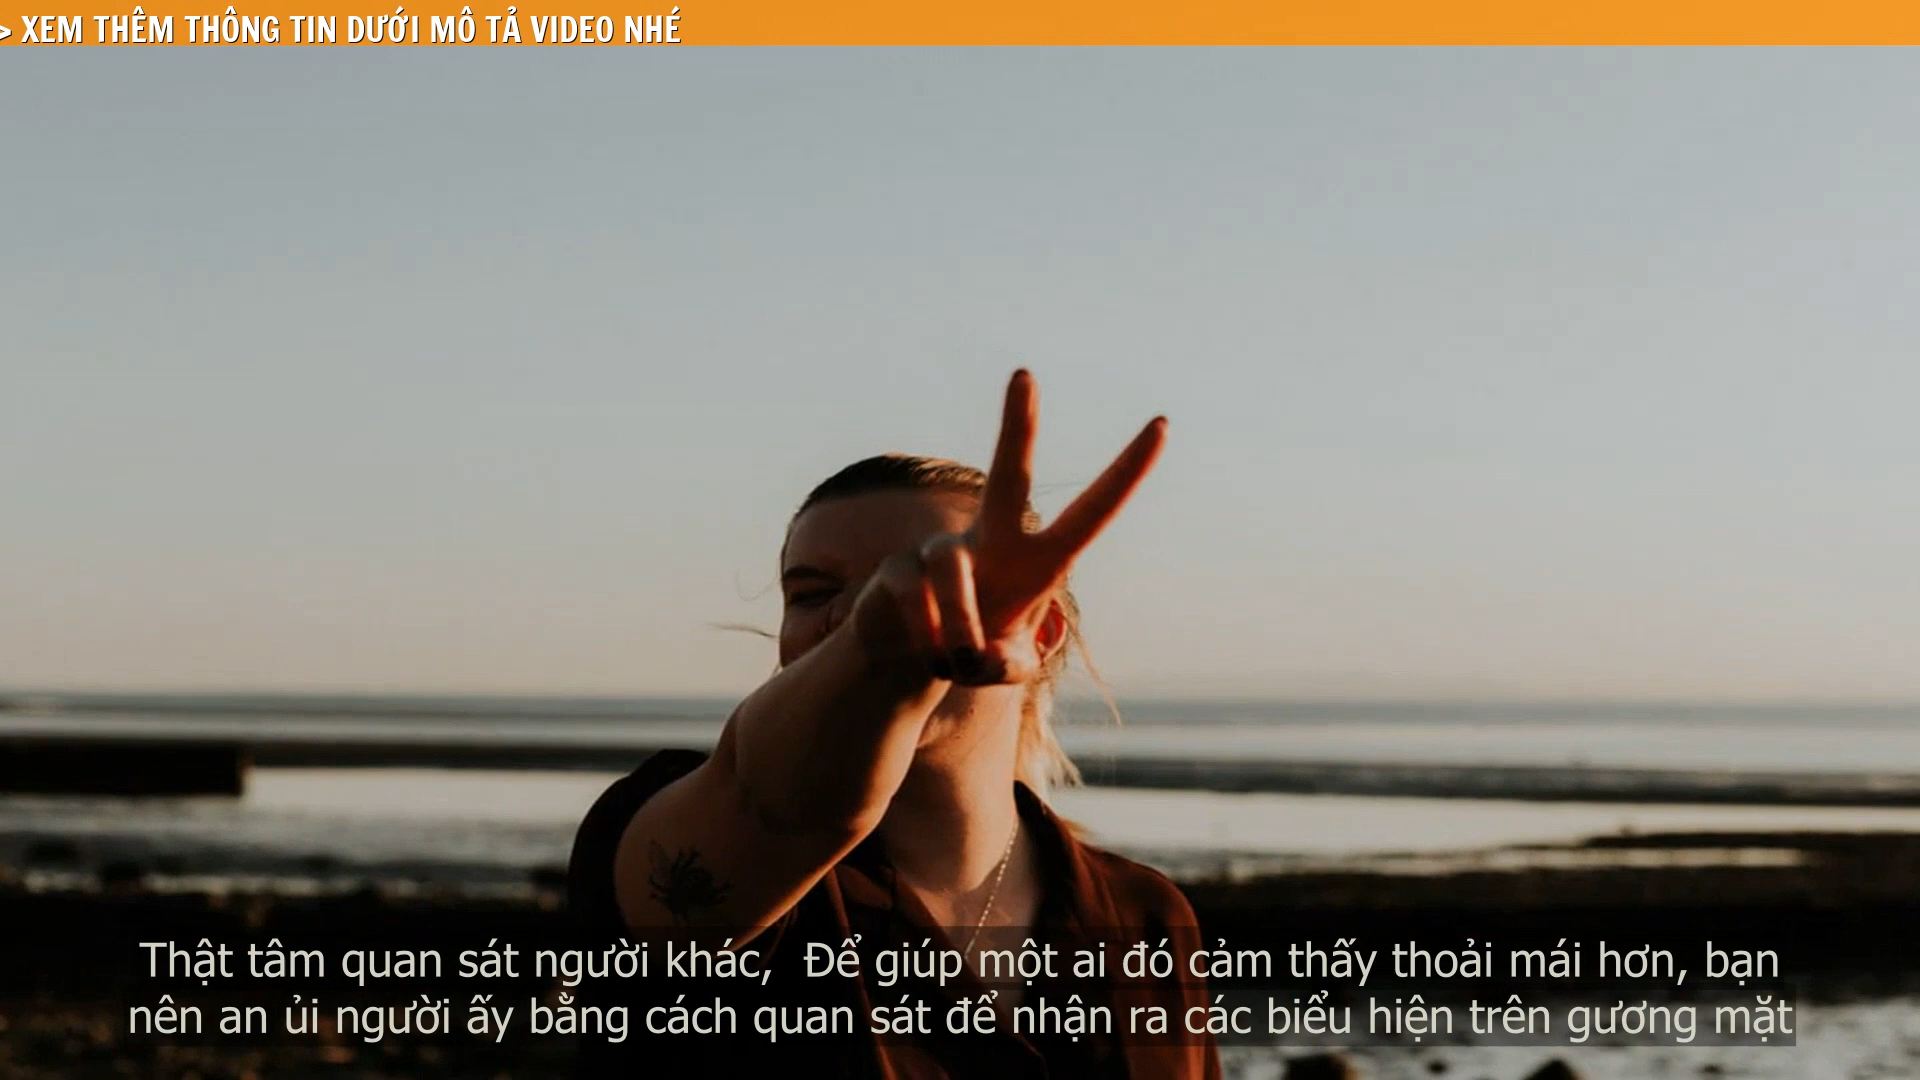 > XEM THÊM THÔNG TIN DƯỚI MÔ TẢ VIDEO NHÉ
Thật tâm quan sát người khác,  Để giúp một ai đó cảm thấy thoải mái hơn, bạn
nên an ủi người ấy bằng cách quan sát để nhận ra các biểu hiện trên gương mặt